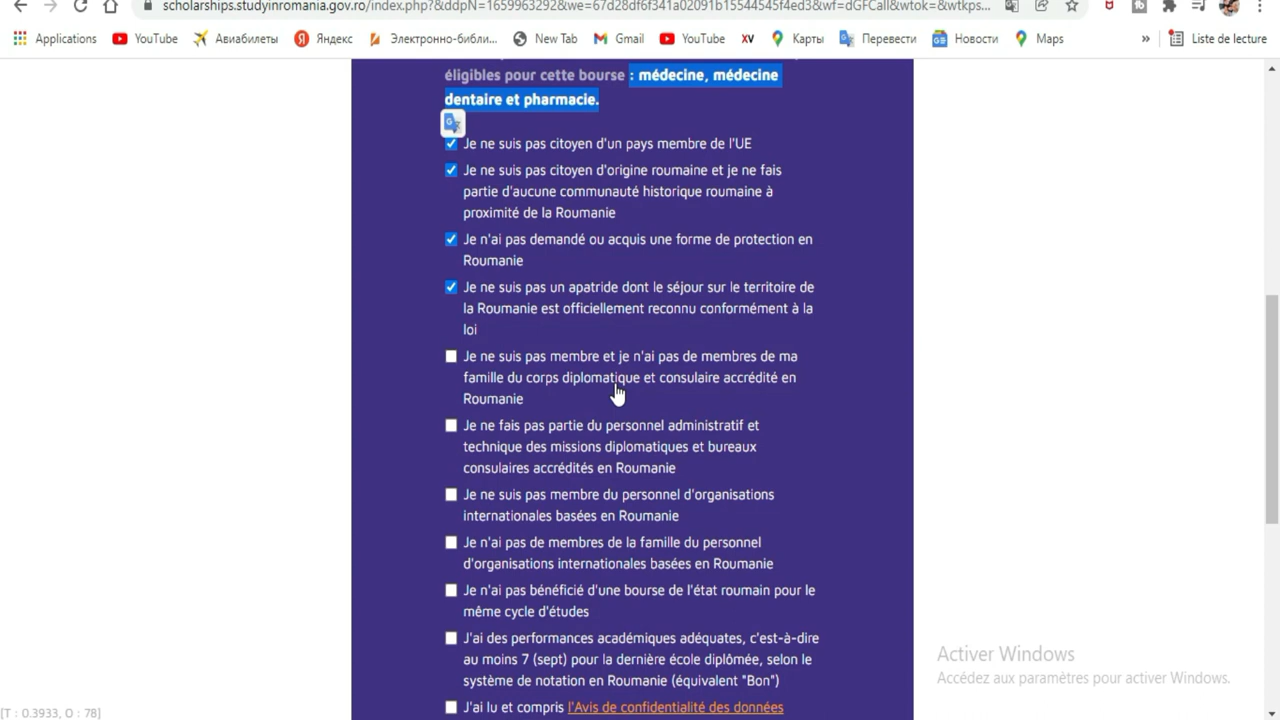 scholarships.studyinromania.gov.ro/index.php?&ddpN=1659963292&we=67d28df6f341a02091b15544545f4ed3&wf=dGFCall&wtok=&wtkps...
Applications YouTube Авиабилеты Яндекс Электронно-библи... New Tab Gmail YouTube XV Карты Перевести Новости Maps » Liste de lecture
éligibles pour cette bourse : médecine, médecine
dentaire et pharmacie.
Je ne suis pas citoyen d'un pays membre de l'UE
Je ne suis pas citoyen d'origine roumaine et je ne fais
partie d'aucune communauté historique roumaine à
proximité de la Roumanie
Je n'ai pas demandé ou acquis une forme de protection en
Roumanie
Je ne suis pas un apatride dont le séjour sur le territoire de
la Roumanie est officiellement reconnu conformément à la
loi
Je ne suis pas membre et je n'ai pas de membres de ma
famille du corps diplomatique et consulaire accrédité en
Roumanie
Je ne fais pas partie du personnel administratif et
technique des missions diplomatiques et bureaux
consulaires accrédités en Roumanie
Je ne suis pas membre du personnel d'organisations
internationales basées en Roumanie
Je n'ai pas de membres de la famille du personnel
d'organisations internationales basées en Roumanie
Je n'ai pas bénéficié d'une bourse de l'état roumain pour le
même cycle d'études
J'ai des performances académiques adéquates, c'est-à-dire
au moins 7 (sept) pour la dernière école diplômée, selon le
système de notation en Roumanie (équivalent "Bon")
J'ai lu et compris l'Avis de confidentialité des données
Activer Windows
Accédez aux paramètres pour activer Windows.
[T : 0.3933, O : 78]